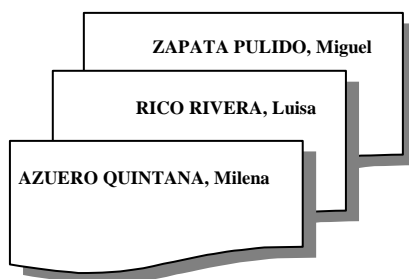 ZAPATA PULIDO, Miguel
RICO RIVERA, Luisa
AZUERO QUINTANA, Milena